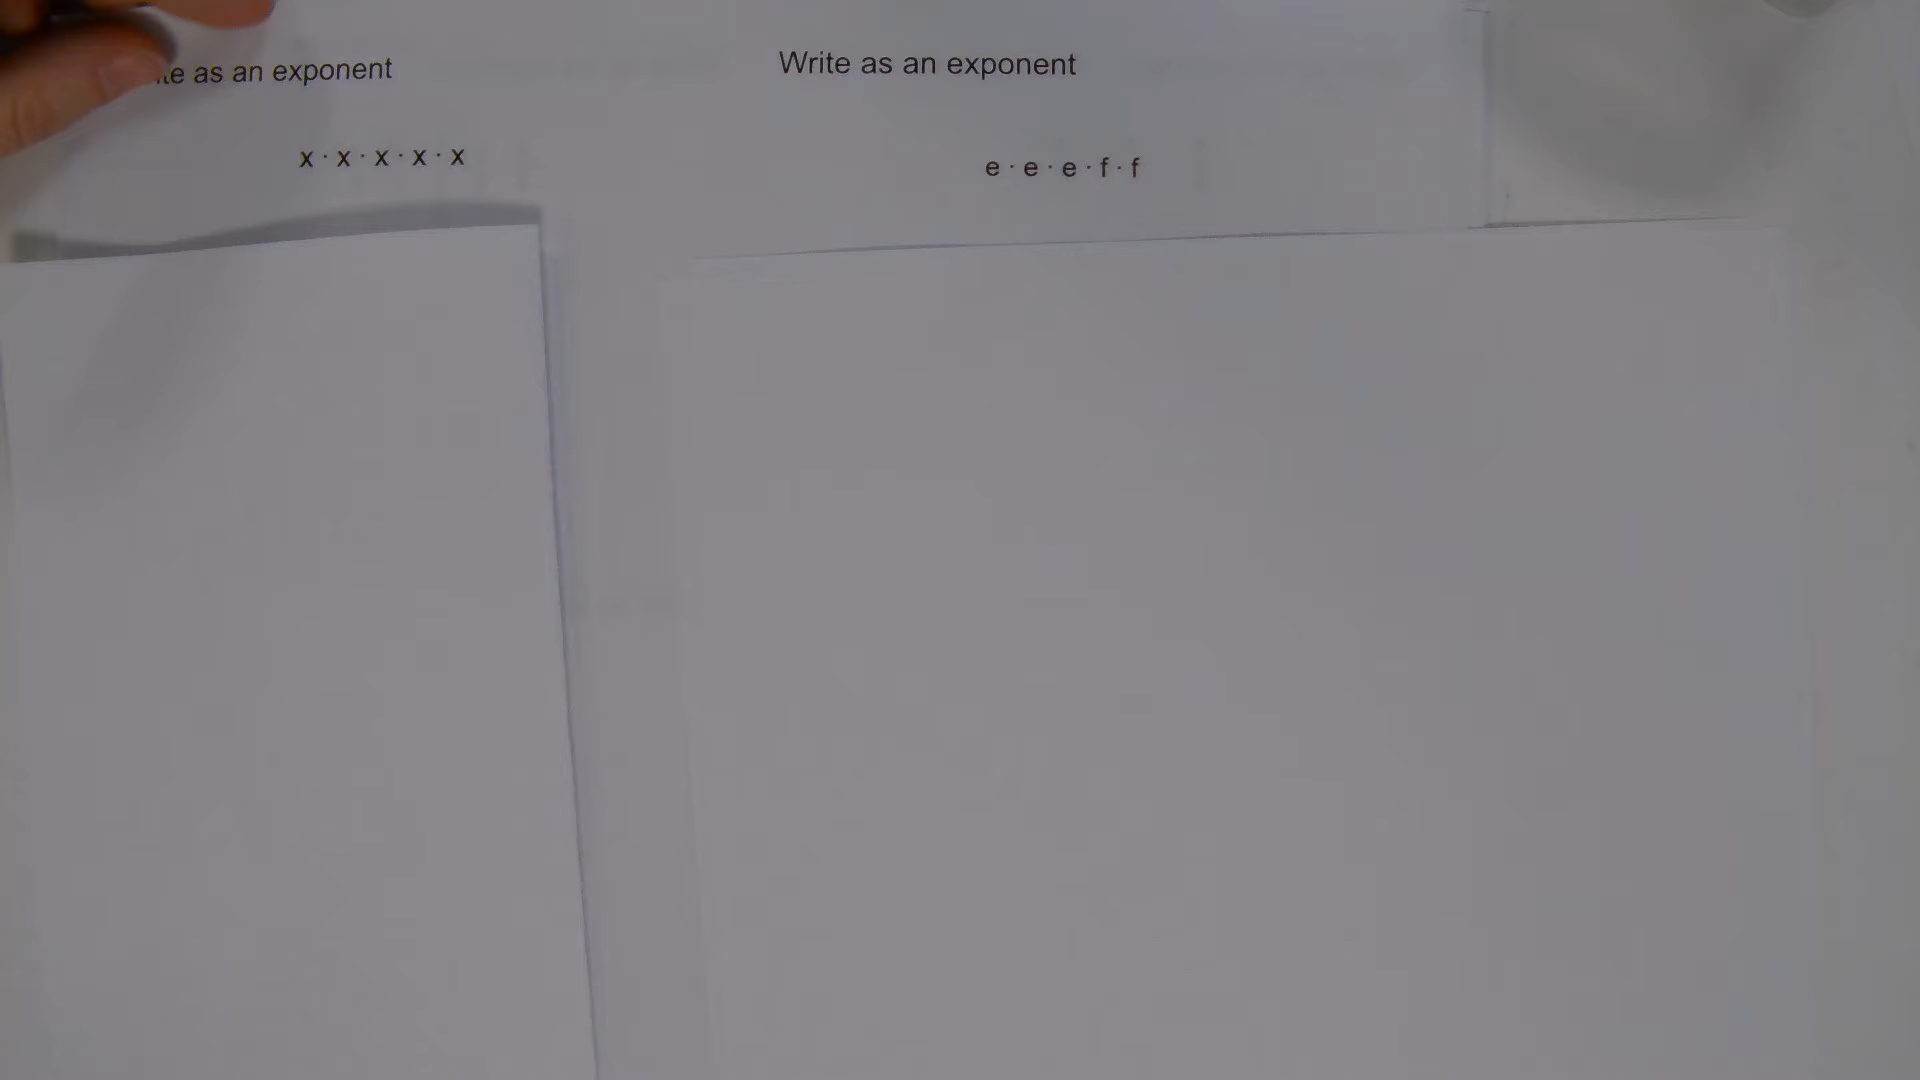 as an exponent
x · x · x · x · x
Write as an exponent
e · e · e · f · f